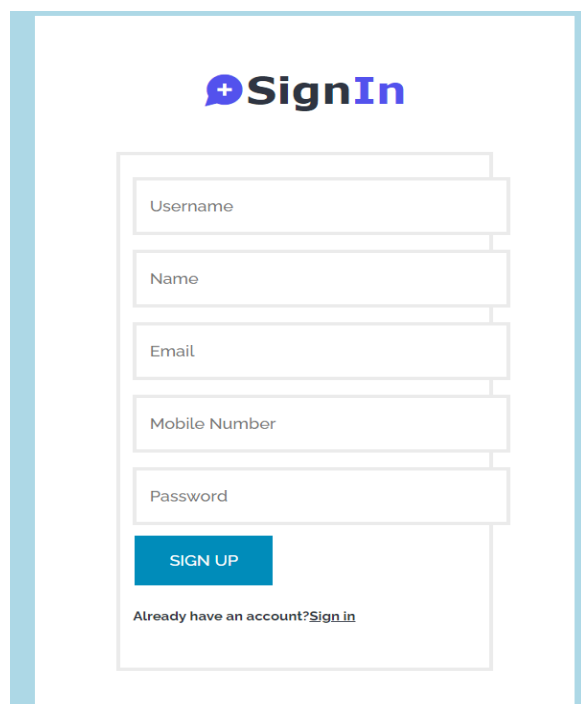 SignIn
Username
Name
Email
Mobile Number
Password
SIGN UP
Already have an account?Sign in